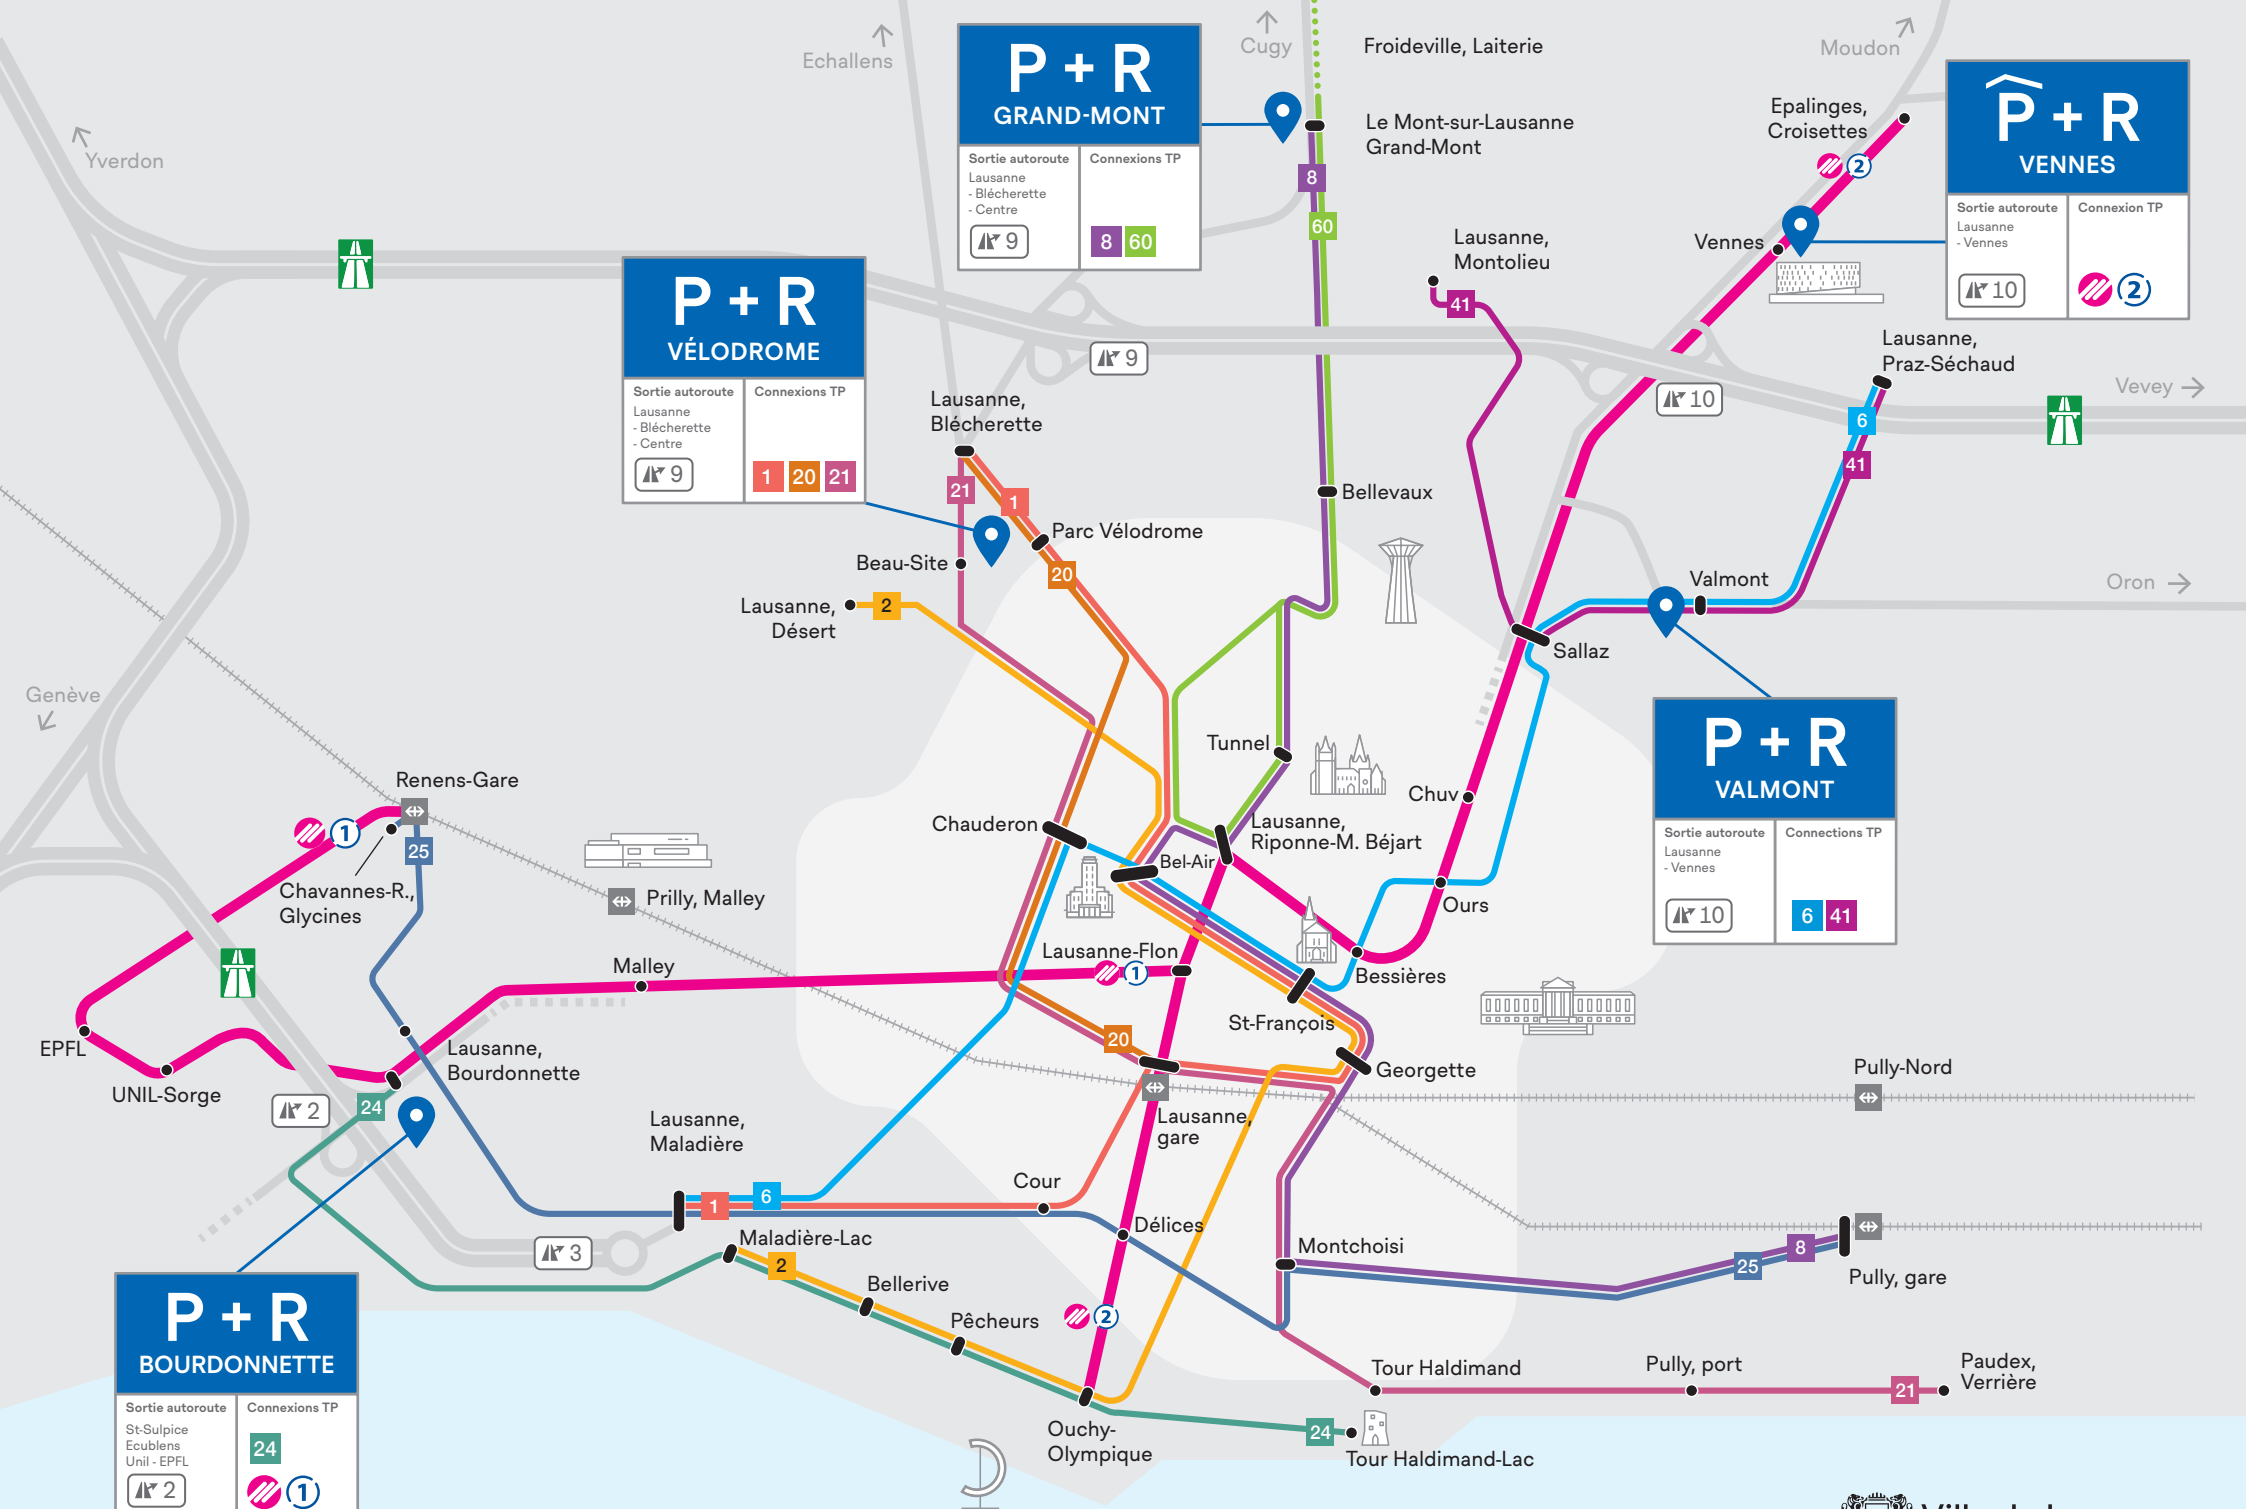 Echallens
Cugy
Froideville, Laiterie
Moudon
P + R
GRAND-MONT
Sortie autoroute
Lausanne
- Blécherette
- Centre
9
Connexions TP
8 60
Le Mont-sur-Lausanne
Grand-Mont
8
60
Epalinges,
Croisettes
2
P + R
VENNES
Sortie autoroute
Lausanne
- Vennes
10
Connexion TP
2
Yverdon
Vennes
Lausanne,
Montolieu
41
P + R
VÉLODROME
Sortie autoroute
Lausanne
- Blécherette
- Centre
9
Connexions TP
1 20 21
9
10
Lausanne,
Praz-Séchaud
Vevey
6
41
Lausanne,
Blécherette
21
1
Bellevaux
Parc Vélodrome
Beau-Site
20
Lausanne,
Désert
2
Valmont
Oron
Sallaz
Genève
P + R
VALMONT
Sortie autoroute
Lausanne
- Vennes
10
Connections TP
6 41
Tunnel
Renens-Gare
Chuv
1
25
Chauderon
Lausanne,
Riponne-M. Béjart
Bel-Air
Chavannes-R.,
Glycines
Prilly, Malley
Ours
Lausanne-Flon
1
Malley
Bessières
St-François
EPFL
Lausanne,
Bourdonnette
20
Georgette
Pully-Nord
UNIL-Sorge
24
2
Lausanne,
gare
Lausanne,
Maladière
Cour
1
6
Délices
Maladière-Lac
Montchoisi
3
2
25
8
Pully, gare
Bellerive
Pêcheurs
2
P + R
BOURDONNETTE
Sortie autoroute
St-Sulpice
Ecublens
Unil - EPFL
2
Connexions TP
24
1
Tour Haldimand
Pully, port
Paudex,
Verrière
21
Ouchy-
Olympique
24
Tour Haldimand-Lac